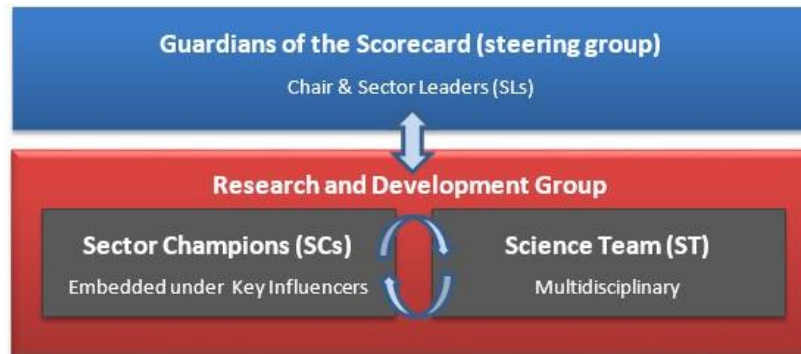 Guardians of the Scorecard (steering group)
Chair & Sector Leaders (SLs)
Research and Development Group
Sector Champions (SCs)
Embedded under Key Influencers
Science Team (ST)
Multidisciplinary